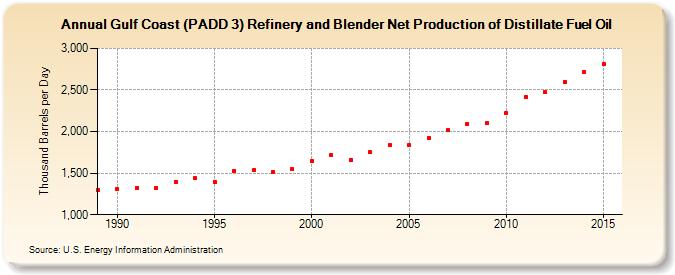 Annual Gulf Coast (PADD 3) Refinery and Blender Net Production of Distillate Fuel Oil
Thousand Barrels per Day
3,000
2,500
2,000
1,500
1,000
1990 1995 2000 2005 2010 2015
Source: U.S. Energy Information Administration